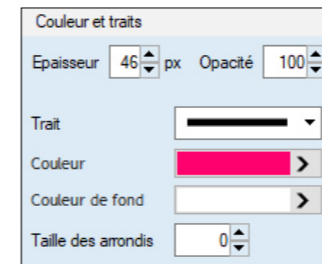 Couleur et traits
Epaisseur 46 px Opacité 100
Trait
Couleur
Couleur de fond
Taille des arrondis 0